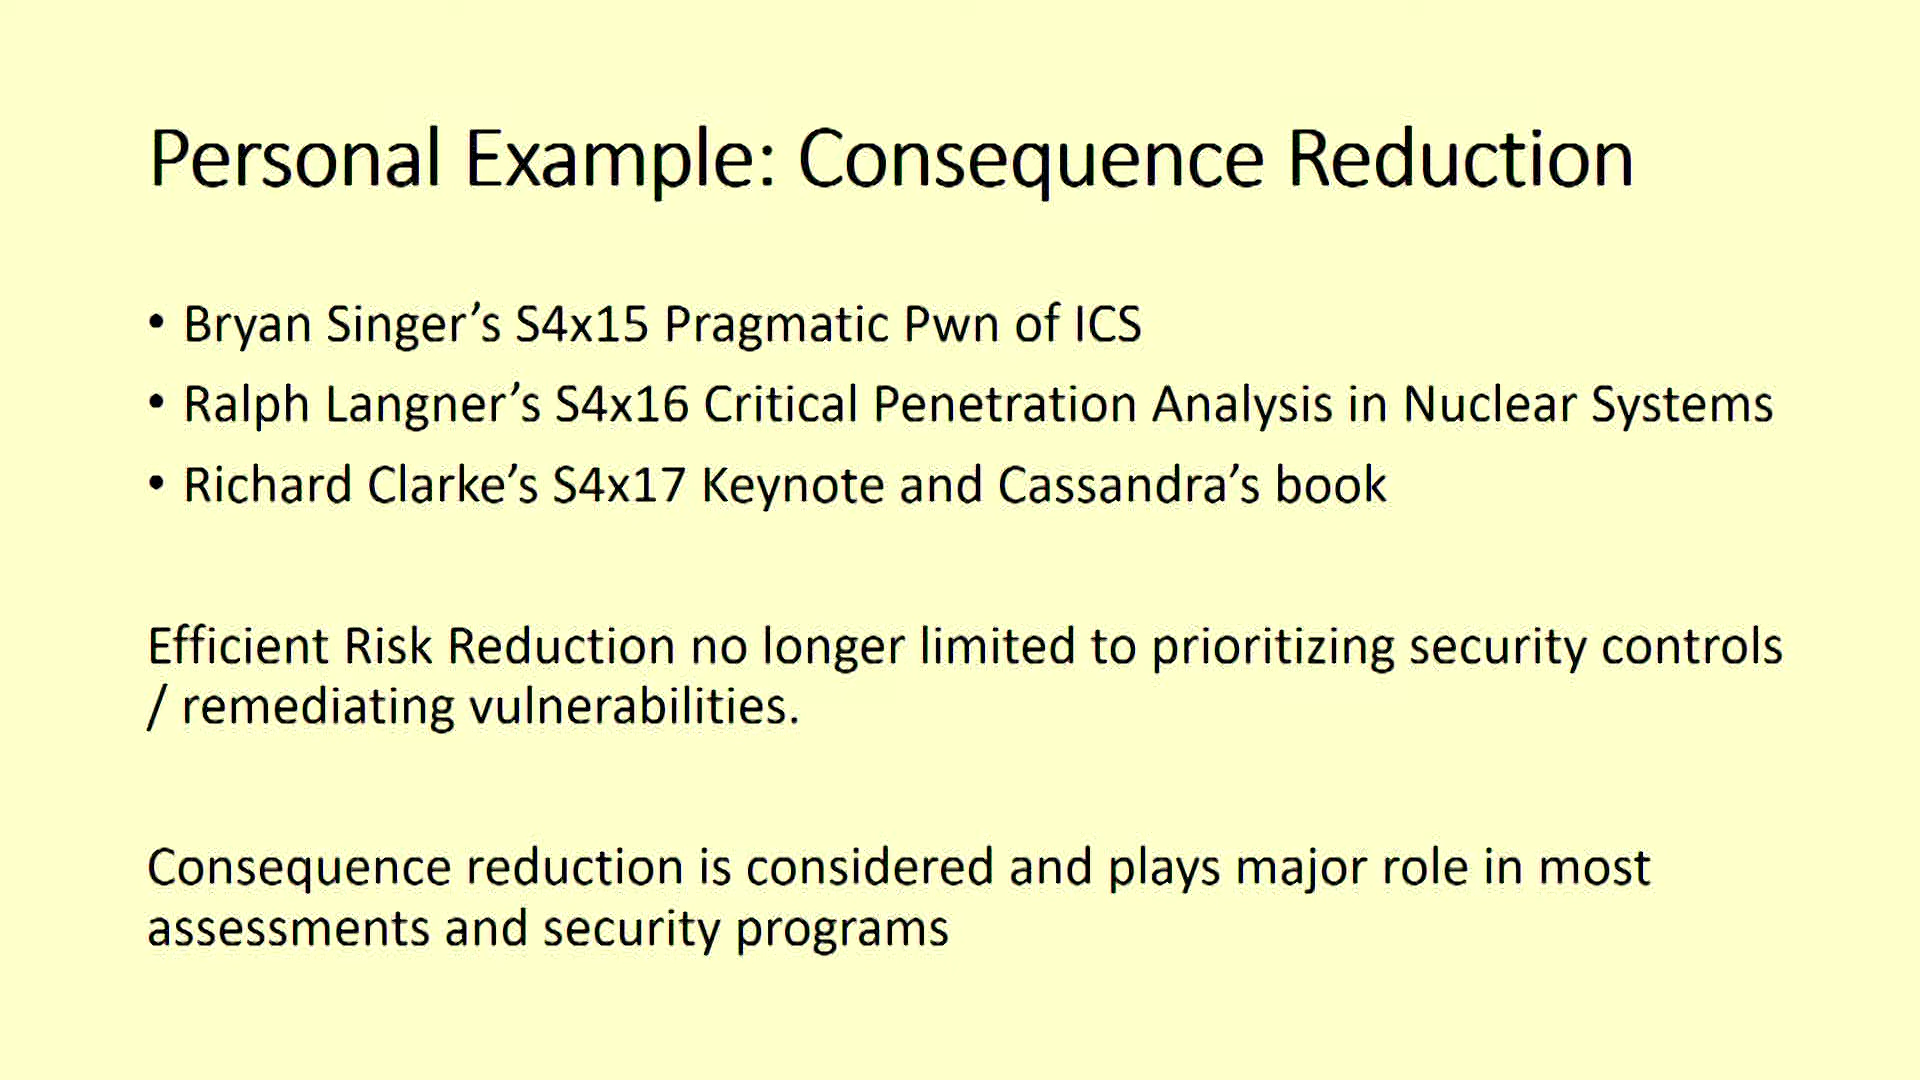 Personal Example: Consequence Reduction
• Bryan Singer’s S4x15 Pragmatic Pwn of ICS
• Ralph Langner’s S4x16 Critical Penetration Analysis in Nuclear Systems
• Richard Clarke’s S4x17 Keynote and Cassandra’s book
Efficient Risk Reduction no longer limited to prioritizing security controls
/ remediating vulnerabilities.
Consequence reduction is considered and plays major role in most
assessments and security programs